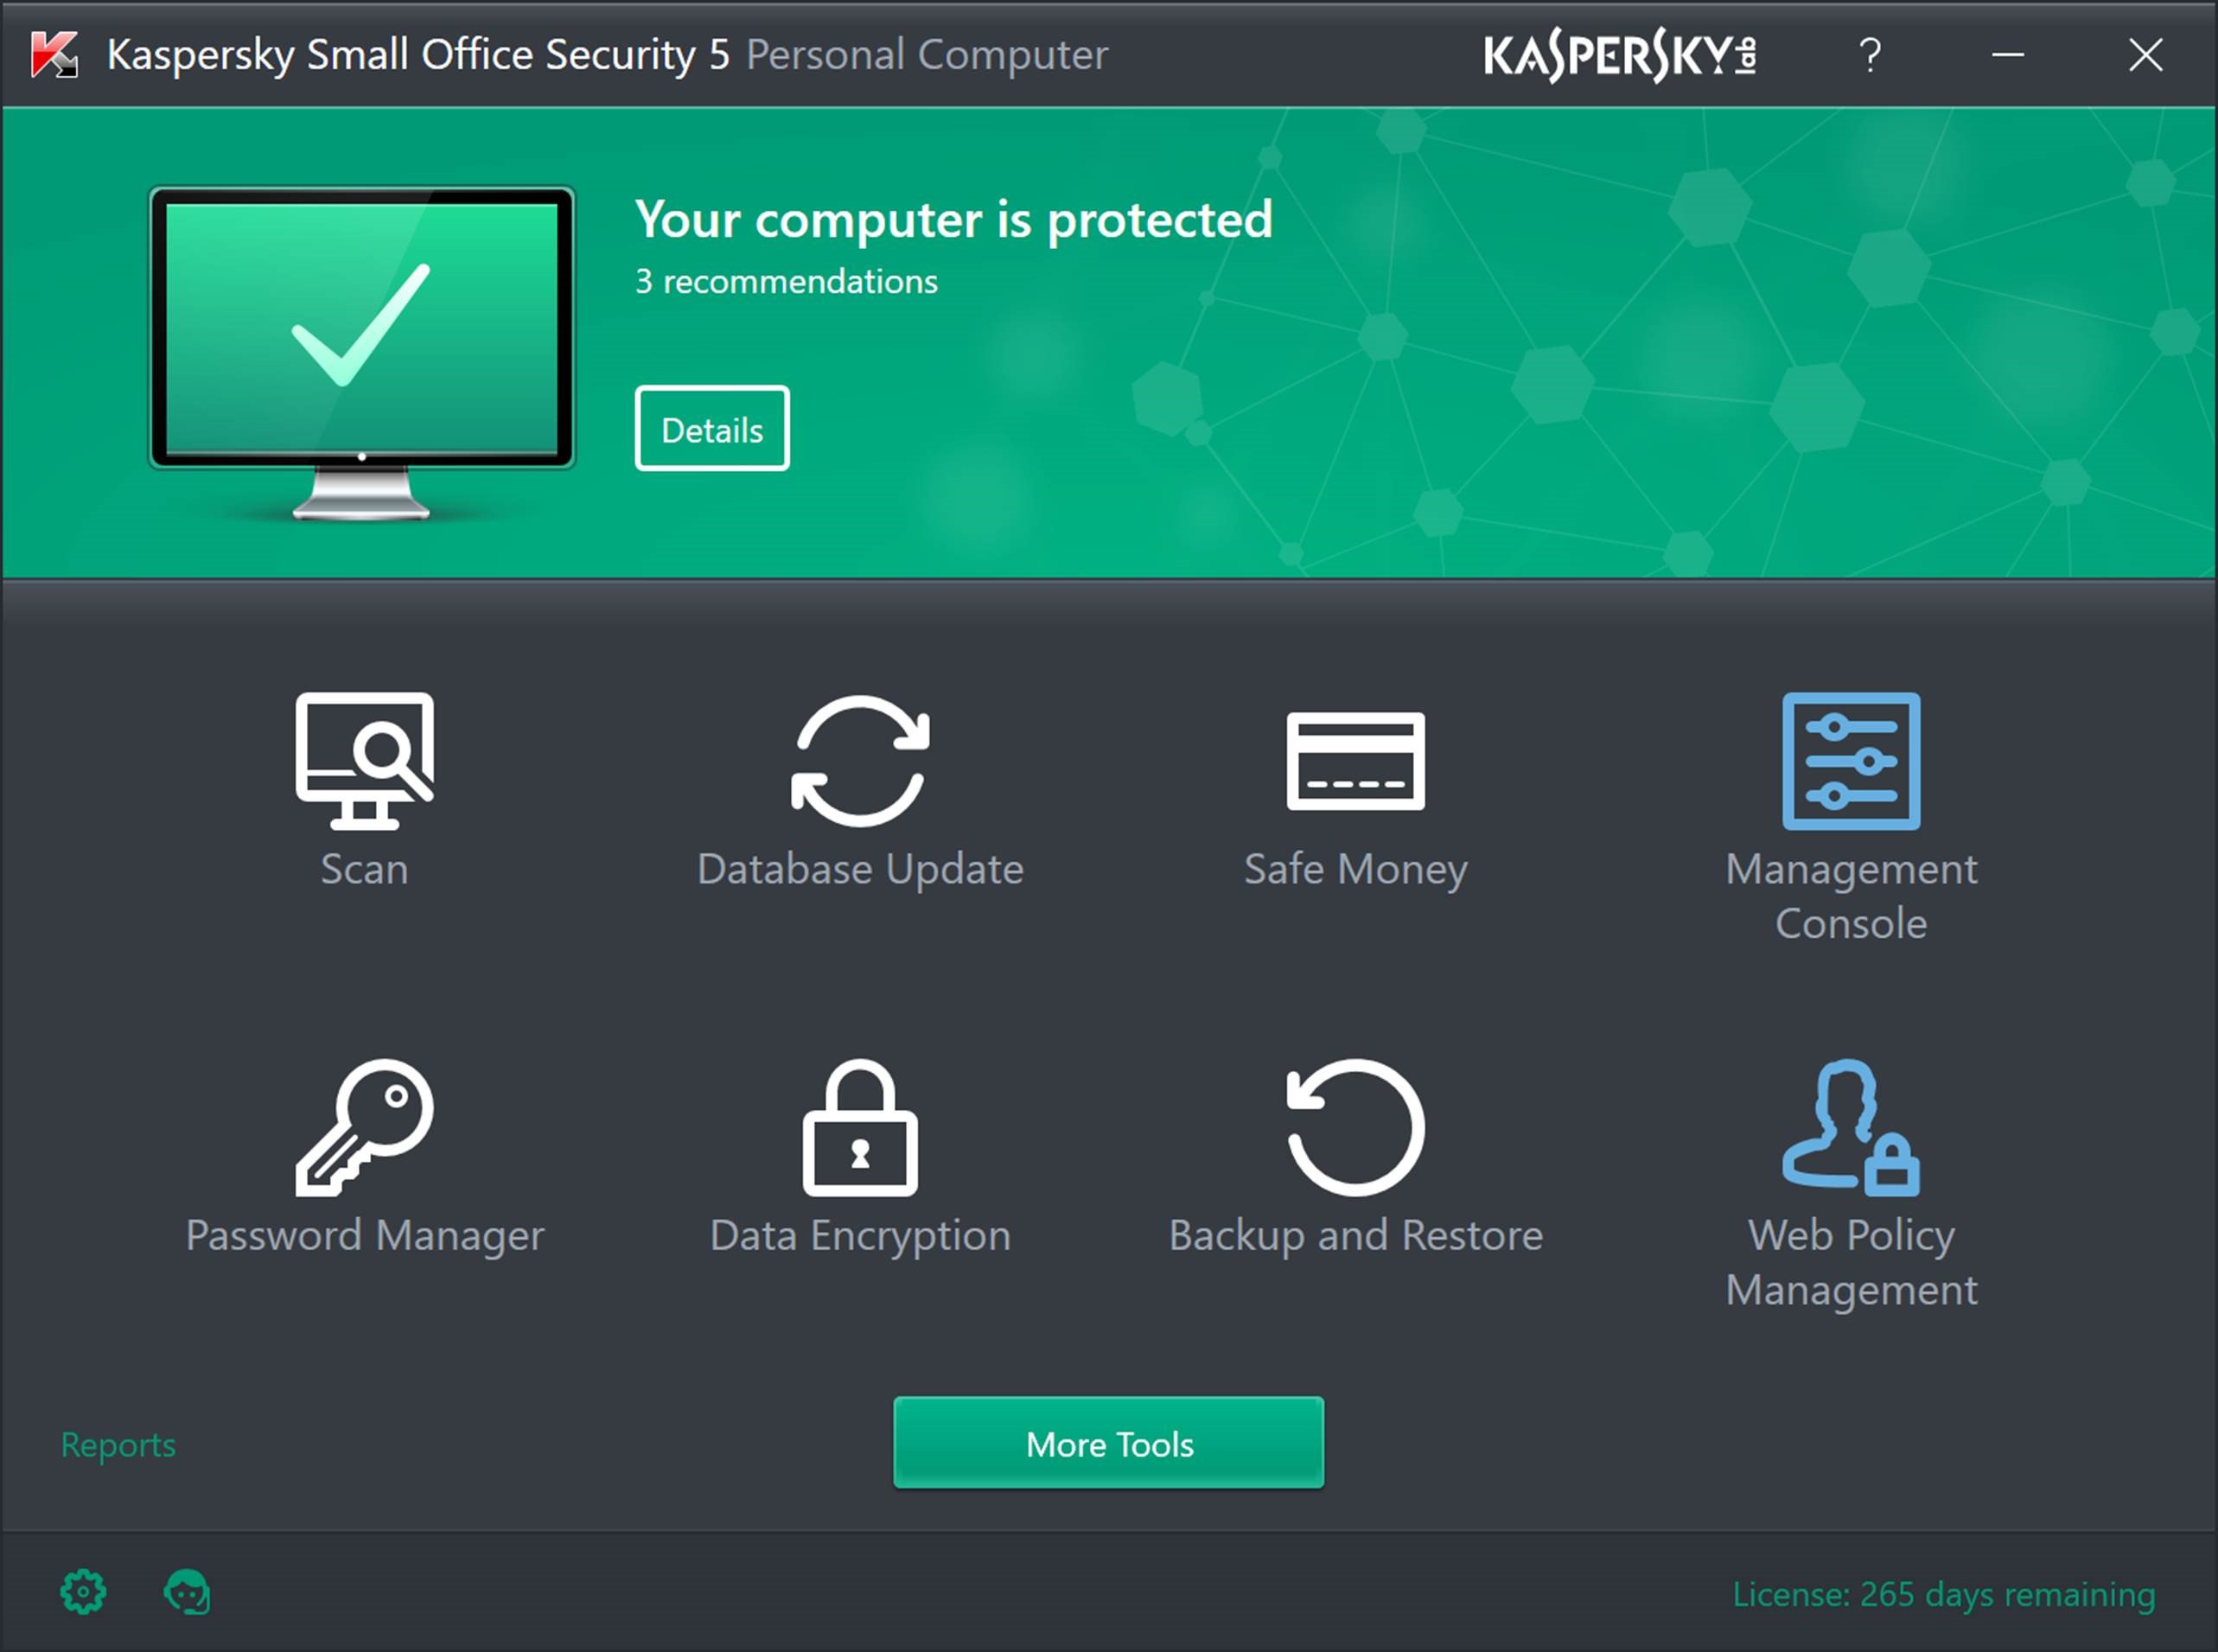 Kaspersky Small Office Security 5 Personal Computer
KASPERSKY lab
?
Your computer is protected
3 recommendations
Details
Scan
Database Update
Safe Money
Management
Console
Password Manager
Data Encryption
Backup and Restore
Web Policy
Management
Reports
More Tools
License: 265 days remaining